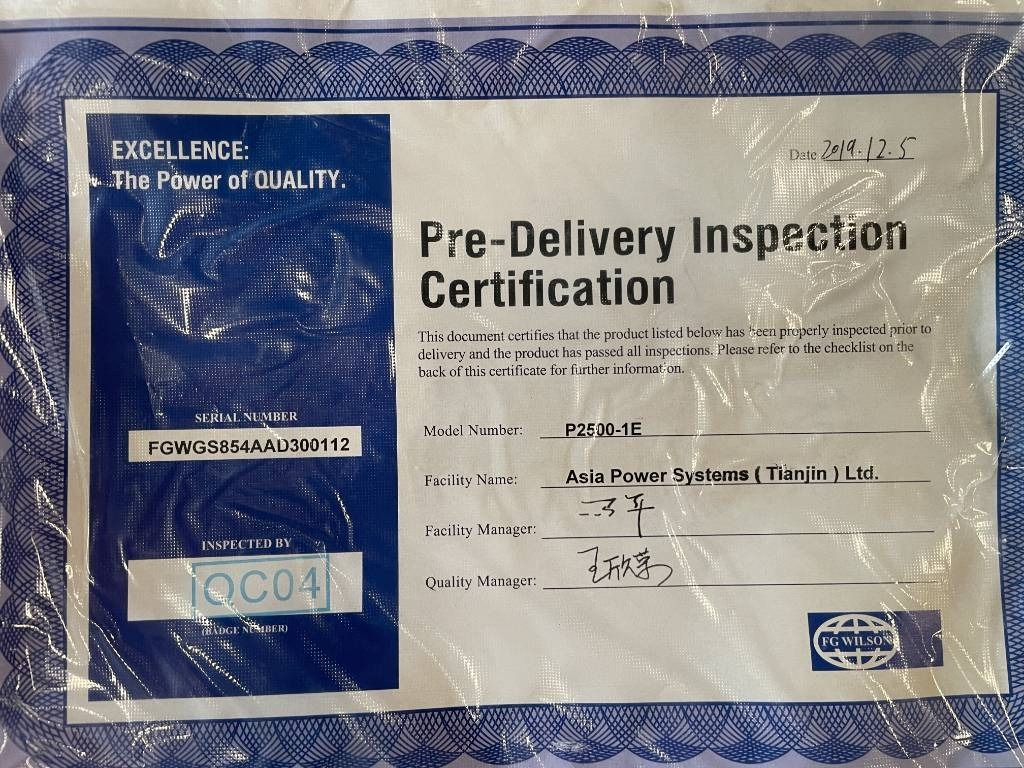 EXCELLENCE:
The Power of QUALITY.
Date 2019.12.5
Pre-Delivery Inspection
Certification
This document certifies that the product listed below has been properly inspected prior to
delivery and the product has passed all inspections. Please refer to the checklist on the
back of this certificate for further information.
SERIAL NUMBER
FGWGS854AAD300112
Model Number: P2500-1E
Facility Name: Asia Power Systems ( Tianjin ) Ltd.
Facility Manager:
Quality Manager:
INSPECTED BY
QC04
(BADGE NUMBER)
FG WILSON